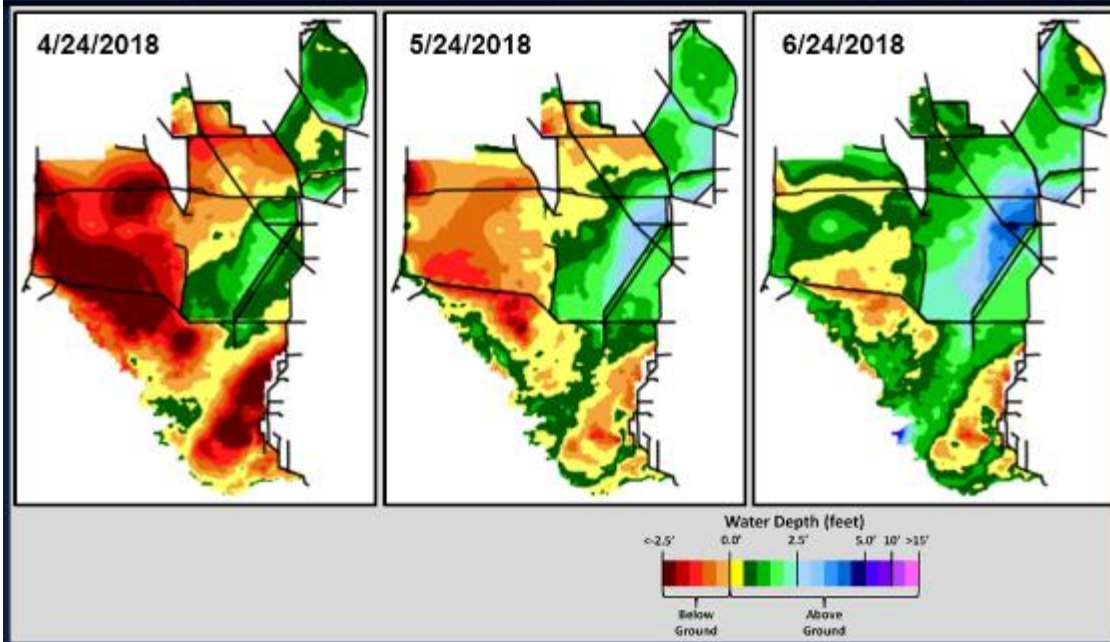 4/24/2018
5/24/2018
6/24/2018
Water Depth (feet)
<-2.5' 0.0' 2.5' 5.0' 10' >15'
Below Above
Ground Ground